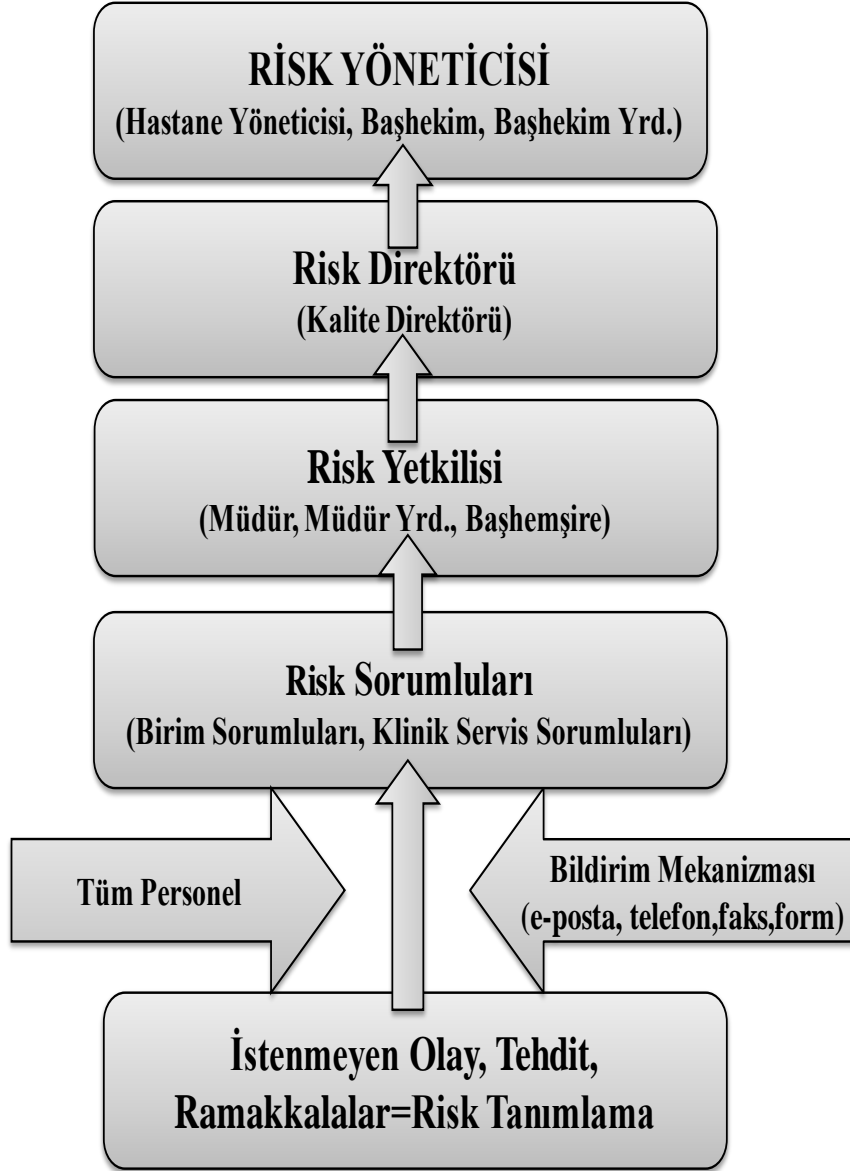 RİSK YÖNETİCİSİ
(Hastane Yöneticisi, Başhekim, Başhekim Yrd.)
Risk Direktörü
(Kalite Direktörü)
Risk Yetkilisi
(Müdür, Müdür Yrd., Başhemşire)
Risk Sorumluları
(Birim Sorumluları, Klinik Servis Sorumluları)
Tüm Personel
Bildirim Mekanizması
(e-posta, telefon,faks,form)
İstenmeyen Olay, Tehdit,
Ramakkalalar=Risk Tanımlama